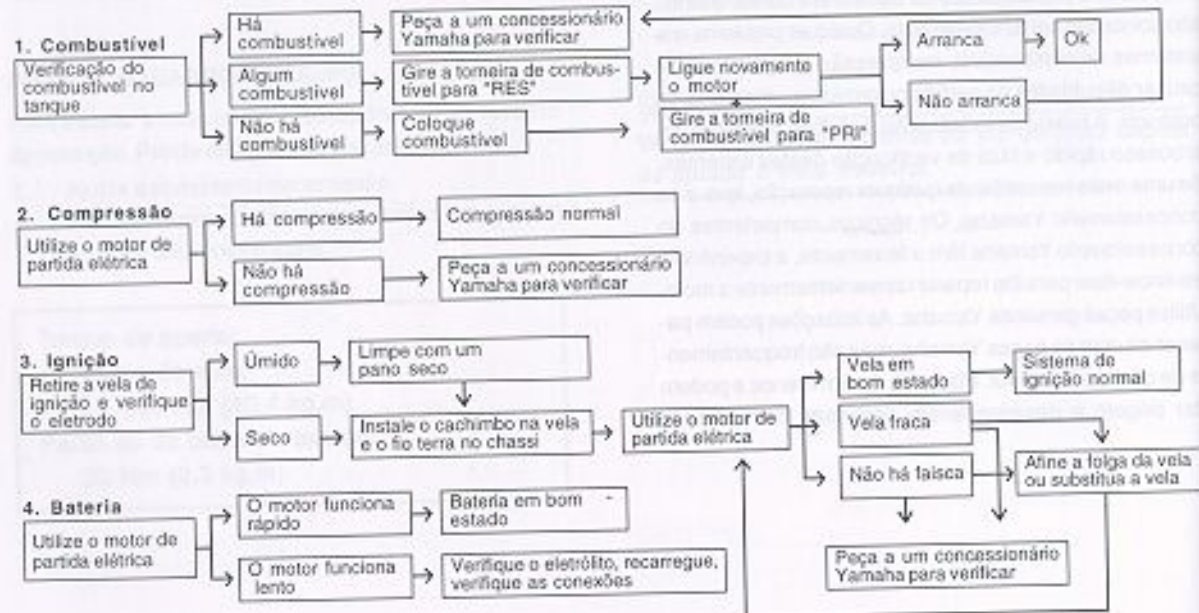 1. Combustível
Verificação do
combustível no
tanque
Há
combustível
Peça a um concessionário
Yamaha para verificar
Algum
combustível
Gire a torneira de combus-
tível para "RES"
Não há
combustível
Coloque
combustível
Ligue novamente
o motor
Gire a torneira de
combustível para "PRI"
Arranca
Ok
Não arranca
2. Compressão
Utilize o motor de
partida elétrica
Há compressão
Compressão normal
Não há
compressão
Peça a um concessionário
Yamaha para verificar
3. Ignição
Retire a vela de
ignição e verifique
o eletrodo
Úmido
Limpe com um
pano seco
Seco
Instale o cachimbo na vela
e o fio terra no chassi
Utilize o motor de
partida elétrica
Vela em
bom estado
Sistema de
ignição normal
Vela fraca
Não há faísca
Afine a folga da vela
ou substitua a vela
Peça a um concessionário
Yamaha para verificar
4. Bateria
Utilize o motor de
partida elétrica
O motor funciona
rápido
Bateria em bom
estado
O motor funciona
lento
Verifique o eletrólito, recarregue,
verifique as conexões